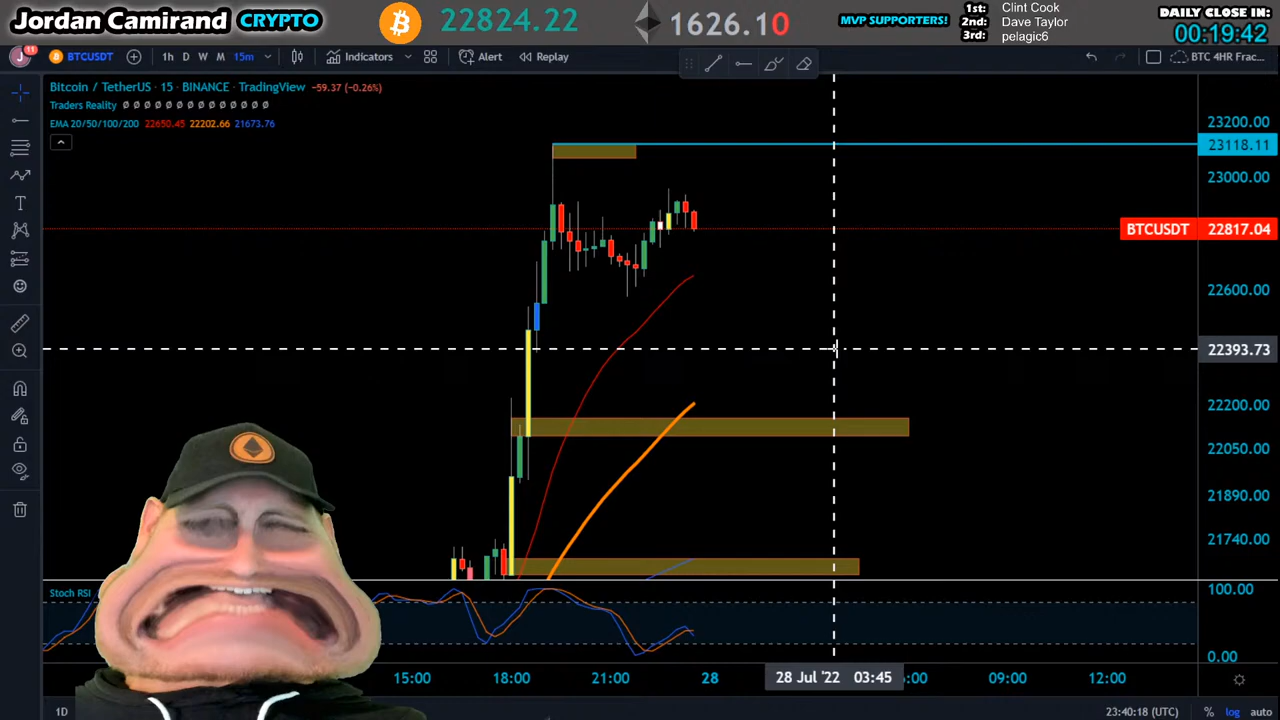 Jordan Camirand CRYPTO
22824.22
1626.10
MVP SUPPORTERS!
1st: Clint Cook
2nd: Dave Taylor
3rd: pelagic6
DAILY CLOSE IN:
00:19:42
J 11 BTCUSDT 1h D W M 15m Indicators Alert Replay BTC 4HR Frac...
Bitcoin / TetherUS · 15 · BINANCE · TradingView −59.37 (−0.26%)
Traders Reality Ø Ø Ø Ø Ø Ø Ø Ø Ø Ø Ø Ø Ø
EMA 20/50/100/200 22650.45 22202.66 21673.76
23200.00
23118.11
23000.00
BTCUSDT 22817.04
22600.00
22393.73
22200.00
22050.00
21890.00
21740.00
Stoch RSI
100.00
0.00
15:00 18:00 21:00 28 28 Jul '22 03:45 6:00 09:00 12:00
1D 23:40:18 (UTC) % log auto